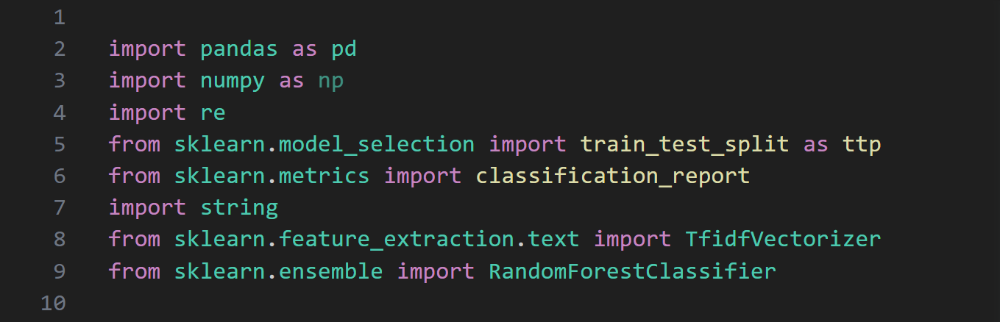 1
2 import pandas as pd
3 import numpy as np
4 import re
5 from sklearn.model_selection import train_test_split as ttp
6 from sklearn.metrics import classification_report
7 import string
8 from sklearn.feature_extraction.text import TfidfVectorizer
9 from sklearn.ensemble import RandomForestClassifier
10